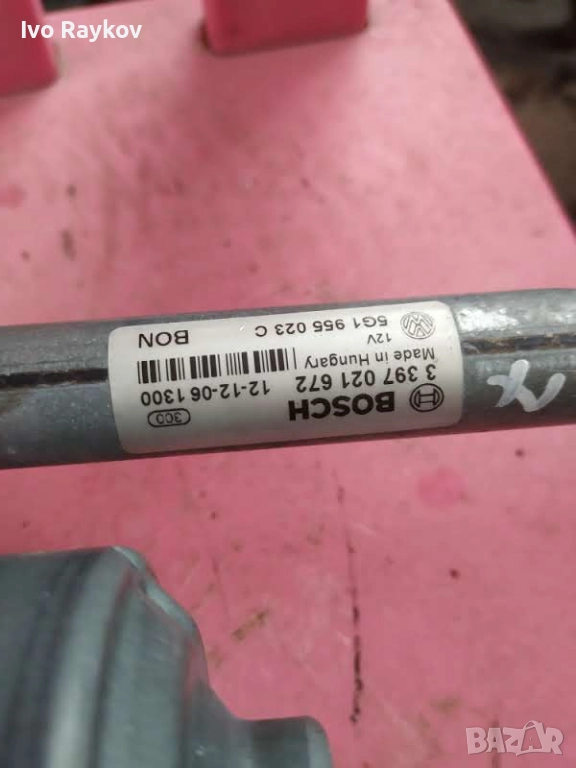 Ivo Raykov
BOSCH 300
3 397 021 672 12-12-06 1300
Made in Hungary
12V
5G1 955 023 C BON
BAZAR